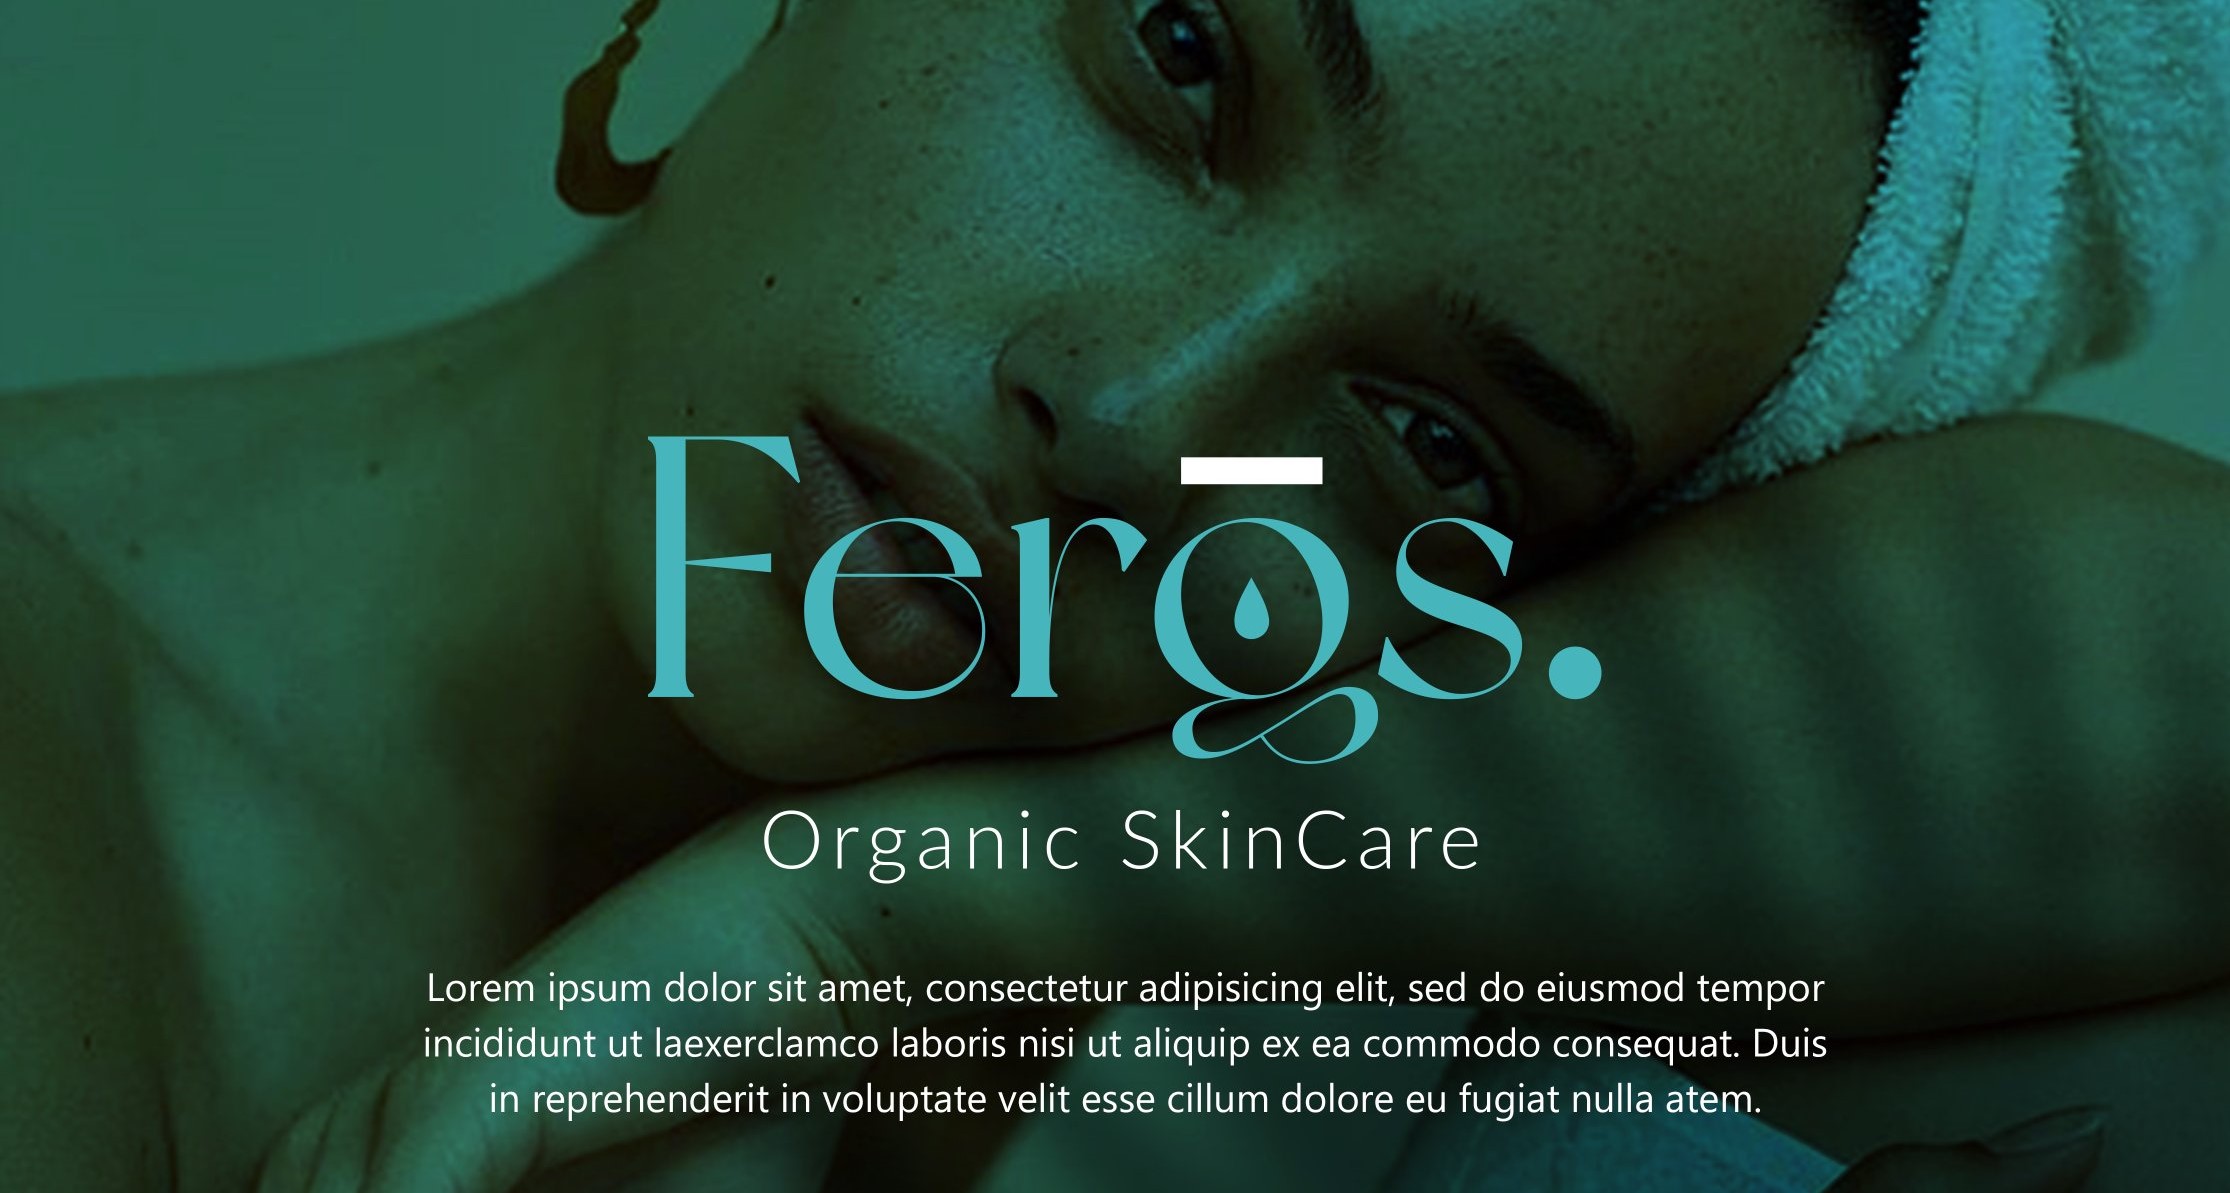 Fergs.
Organic SkinCare
Lorem ipsum dolor sit amet, consectetur adipisicing elit, sed do eiusmod tempor
incididunt ut laexerclamco laboris nisi ut aliquip ex ea commodo consequat. Duis
in reprehenderit in voluptate velit esse cillum dolore eu fugiat nulla atem.